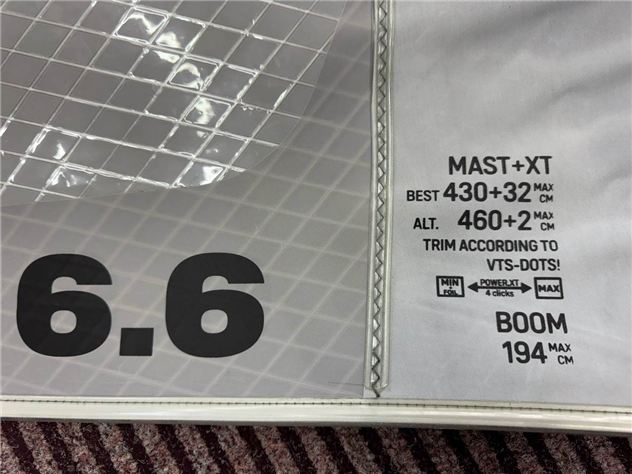 MAST+XT
BEST 430+32 MAX CM
ALT. 460+2 MAX CM
TRIM ACCORDING TO
VTS-DOTS!
MIN + FOIL POWER.XT 4 clicks MAX
BOOM
194 MAX CM
6.6